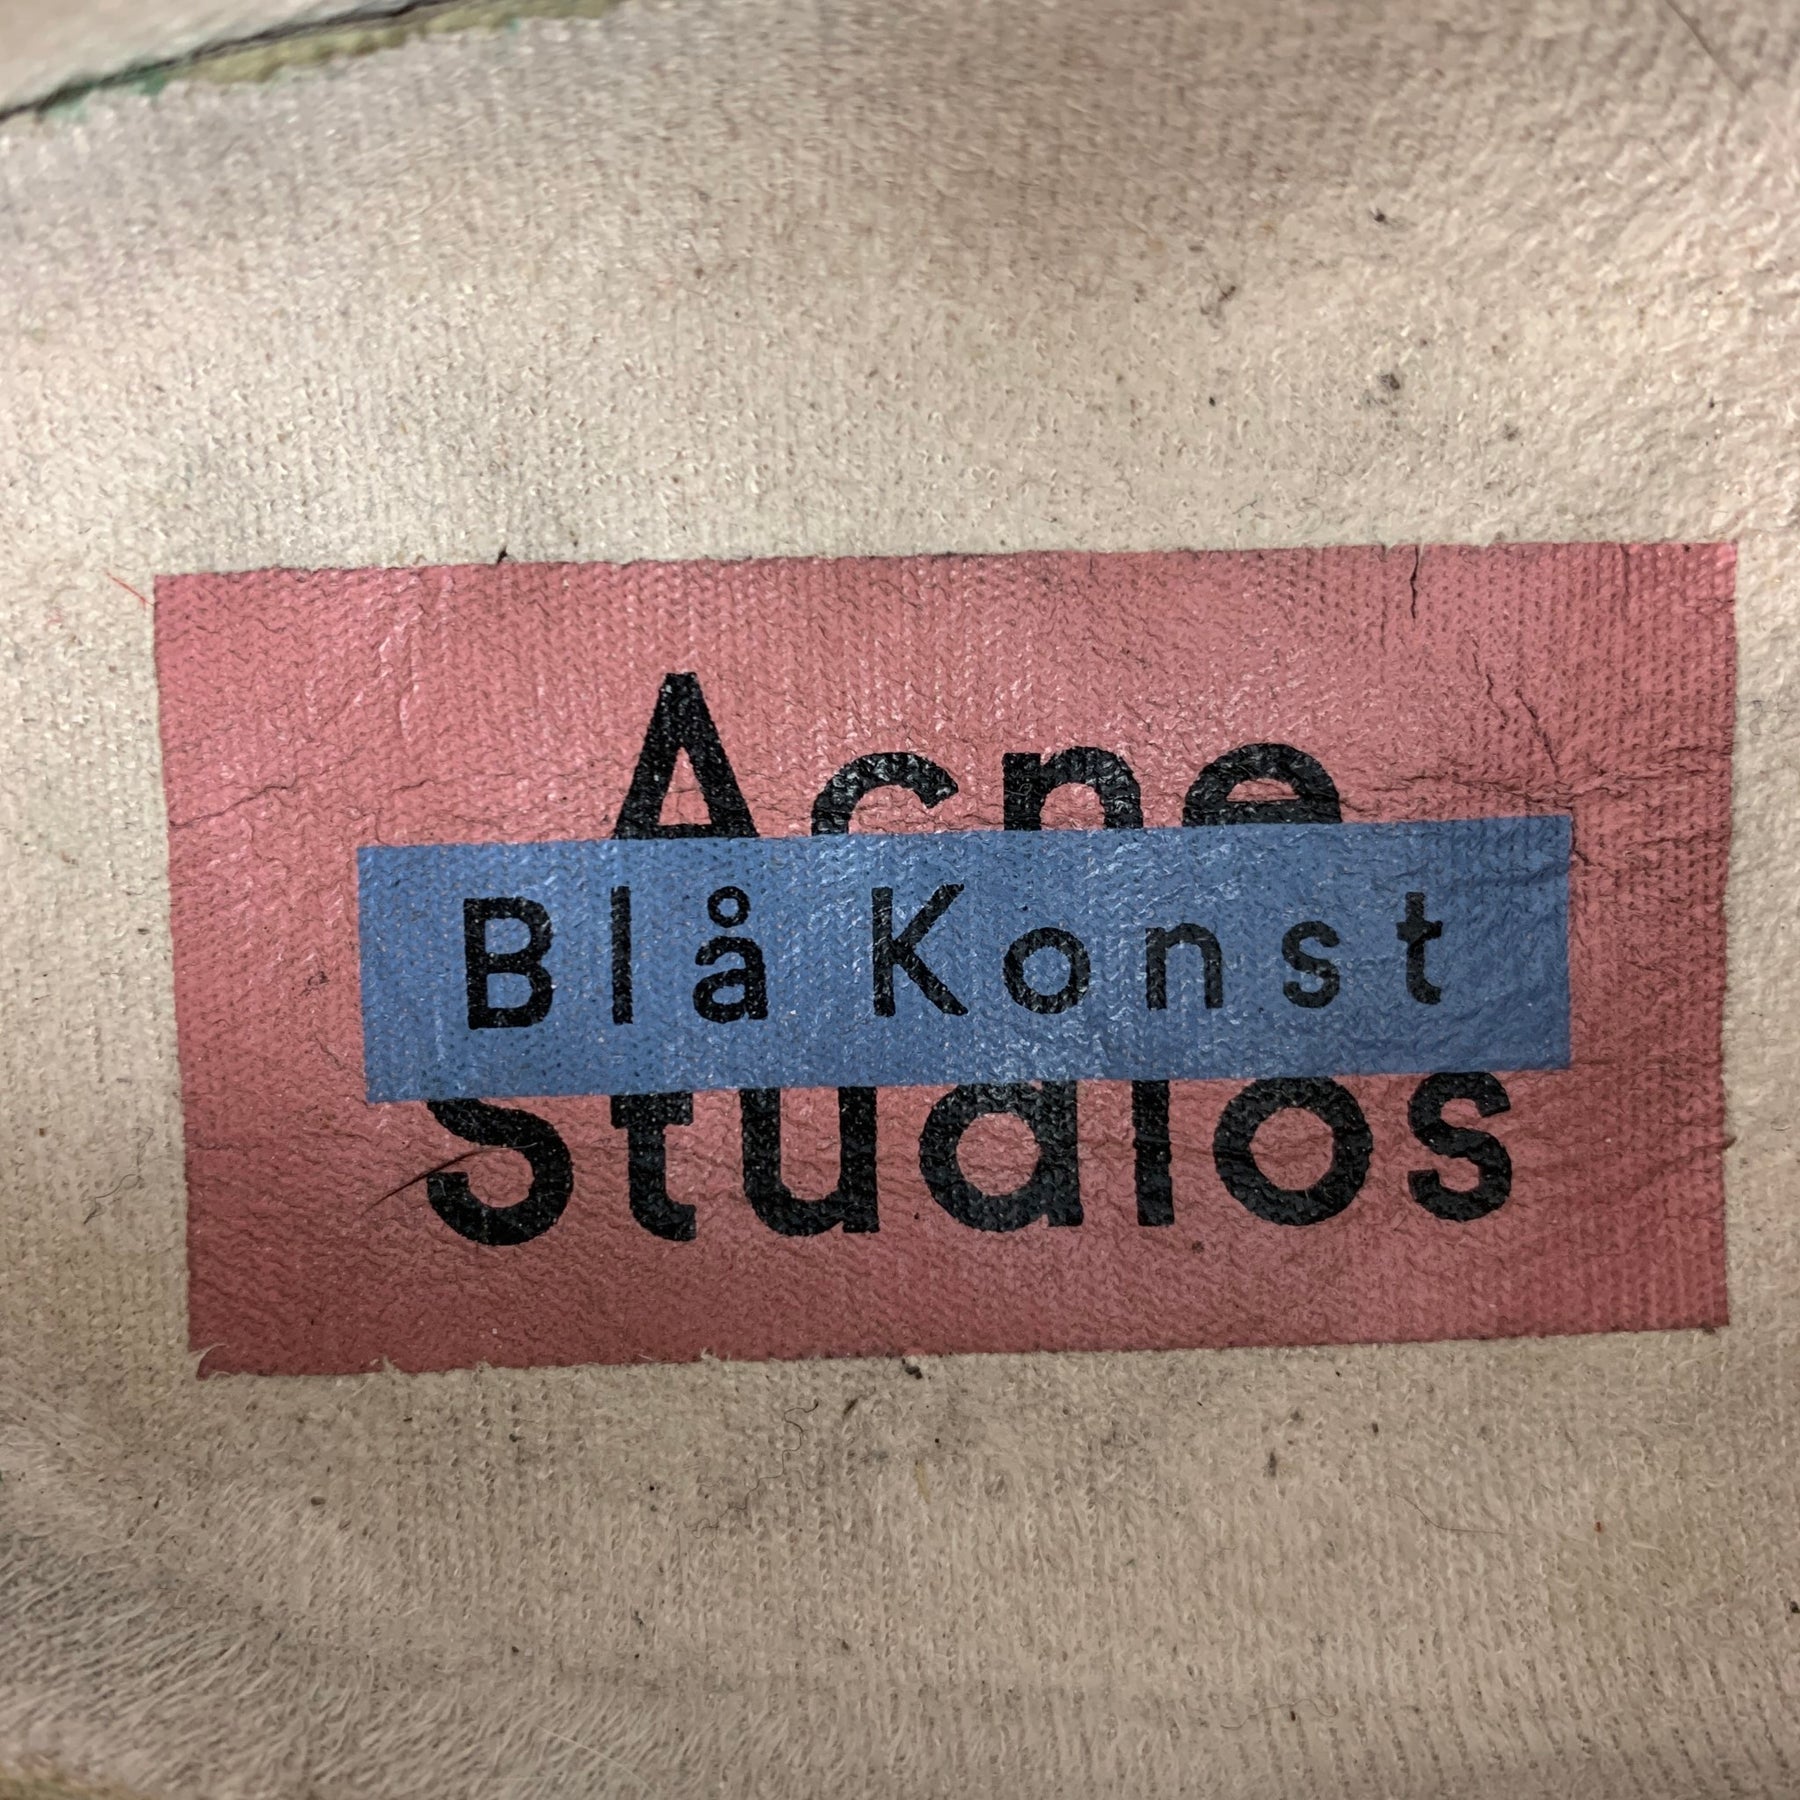 Acne
Blå Konst
Studios